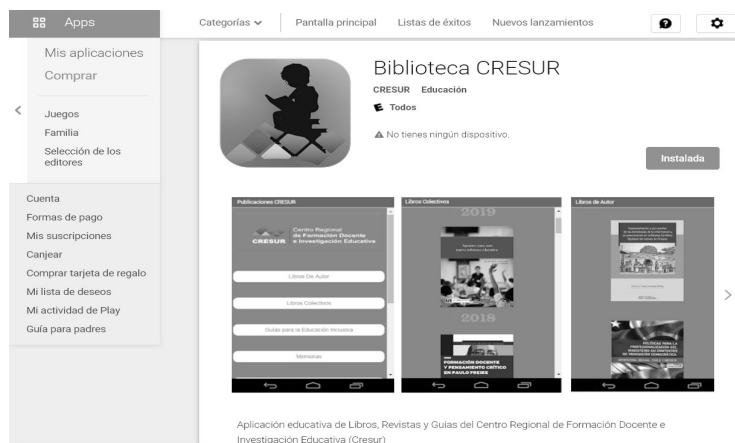 Apps
Categorías
Pantalla principal
Listas de éxitos
Nuevos lanzamientos
Mis aplicaciones
Comprar
Juegos
Familia
Selección de los
editores
Cuenta
Formas de pago
Mis suscripciones
Canjear
Comprar tarjeta de regalo
Mi lista de deseos
Mi actividad de Play
Guía para padres
Biblioteca CRESUR
CRESUR Educación
E Todos
No tienes ningún dispositivo.
Instalada
Publicaciones CRESUR
CRESUR
Centro Regional
de Formación Docente
e Investigación Educativa
Libros De Autor
Libros Colectivos
Guías para la Educación Inclusiva
Memorias
Libros Colectivos
2019
2018
FORMACIÓN DOCENTE
Y PENSAMIENTO CRÍTICO
EN PAULO FREIRE
Libros de Autor
POLÍTICAS PARA LA
PROFESIONALIZACIÓN DEL
MAGISTERIO EN CONTEXTOS
Aplicación educativa de Libros, Revistas y Guías del Centro Regional de Formación Docente e
Investigación Educativa (Cresur)